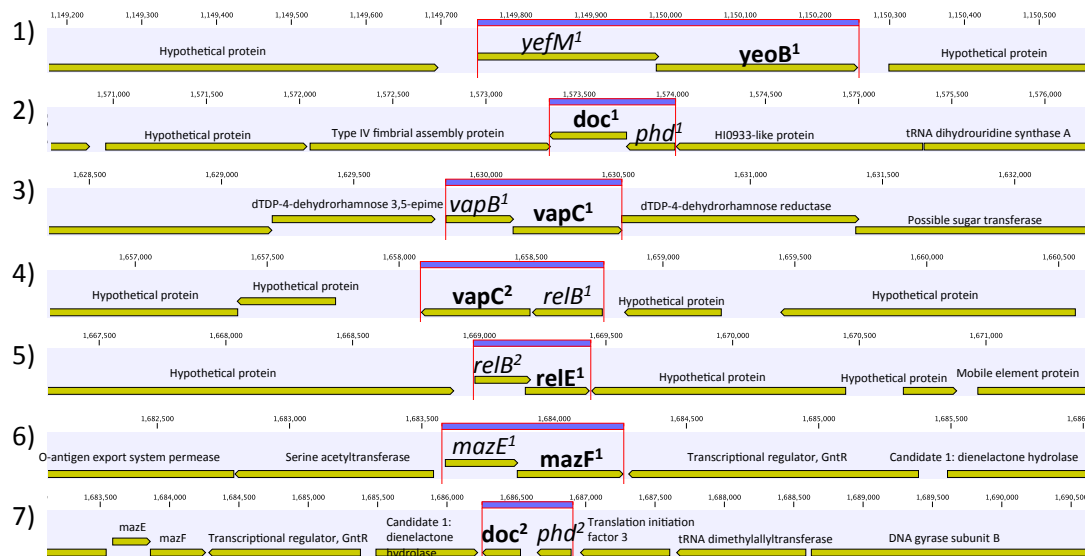 1,149,200 1,149,300 1,149,400 1,149,500 1,149,600 1,149,700 1,149,800 1,149,900 1,150,000 1,150,100 1,150,200 1,150,300 1,150,400 1,150,500
1) Hypothetical protein yefM1 yeoB1 Hypothetical protein
1,571,000 1,571,500 1,572,000 1,572,500 1,573,000 1,573,500 1,574,000 1,574,500 1,575,000 1,575,500 1,576,000
2) Hypothetical protein Type IV fimbrial assembly protein doc1 phd1 HI0933-like protein tRNA dihydrouridine synthase A
1,628,500 1,629,000 1,629,500 1,630,000 1,630,500 1,631,000 1,631,500 1,632,000
3) dTDP-4-dehydrorhamnose 3,5-epime vapB1 vapC1 dTDP-4-dehydrorhamnose reductase Possible sugar transferase
1,657,000 1,657,500 1,658,000 1,658,500 1,659,000 1,659,500 1,660,000 1,660,500
4) Hypothetical protein Hypothetical protein vapC2 relB1 Hypothetical protein Hypothetical protein
1,667,500 1,668,000 1,668,500 1,669,000 1,669,500 1,670,000 1,670,500 1,671,000
5) Hypothetical protein relB2 relE1 Hypothetical protein Hypothetical protein Mobile element protein
1,682,500 1,683,000 1,683,500 1,684,000 1,684,500 1,685,000 1,685,500
6) O-antigen export system permease Serine acetyltransferase mazE1 mazF1 Transcriptional regulator, GntR Candidate 1: dienelactone hydrolase
1,683,500 1,684,000 1,684,500 1,685,000 1,685,500 1,686,000 1,686,500 1,687,000 1,687,500 1,688,000 1,688,500 1,689,000 1,689,500 1,690,000 1,690,500
7) mazE mazF Transcriptional regulator, GntR Candidate 1: dienelactone hydrolase doc2 phd2 Translation initiation factor 3 tRNA dimethylallyltransferase DNA gyrase subunit B